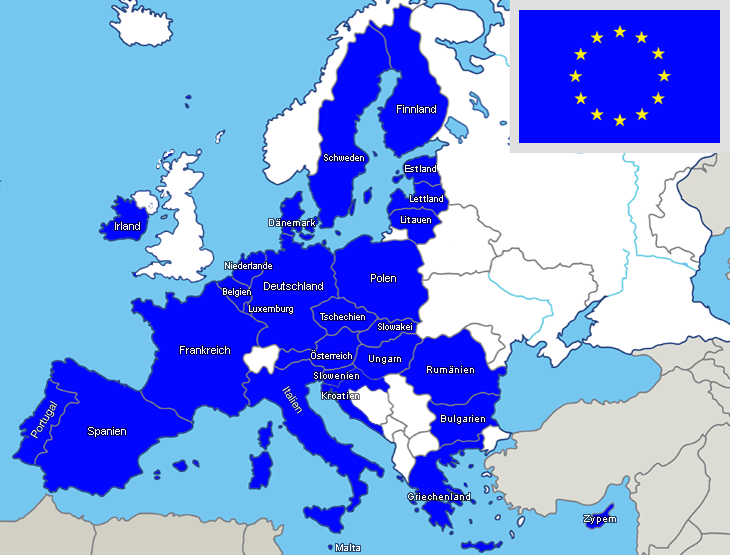 Finnland
Schweden
Estland
Lettland
Litauen
Dänemark
Irland
Niederlande
Polen
Deutschland
Belgien
Luxemburg
Tschechien
Slowakei
Frankreich
Österreich
Ungarn
Rumänien
Slowenien
Kroatien
Italien
Portugal
Spanien
Bulgarien
Griechenland
Zypern
Malta